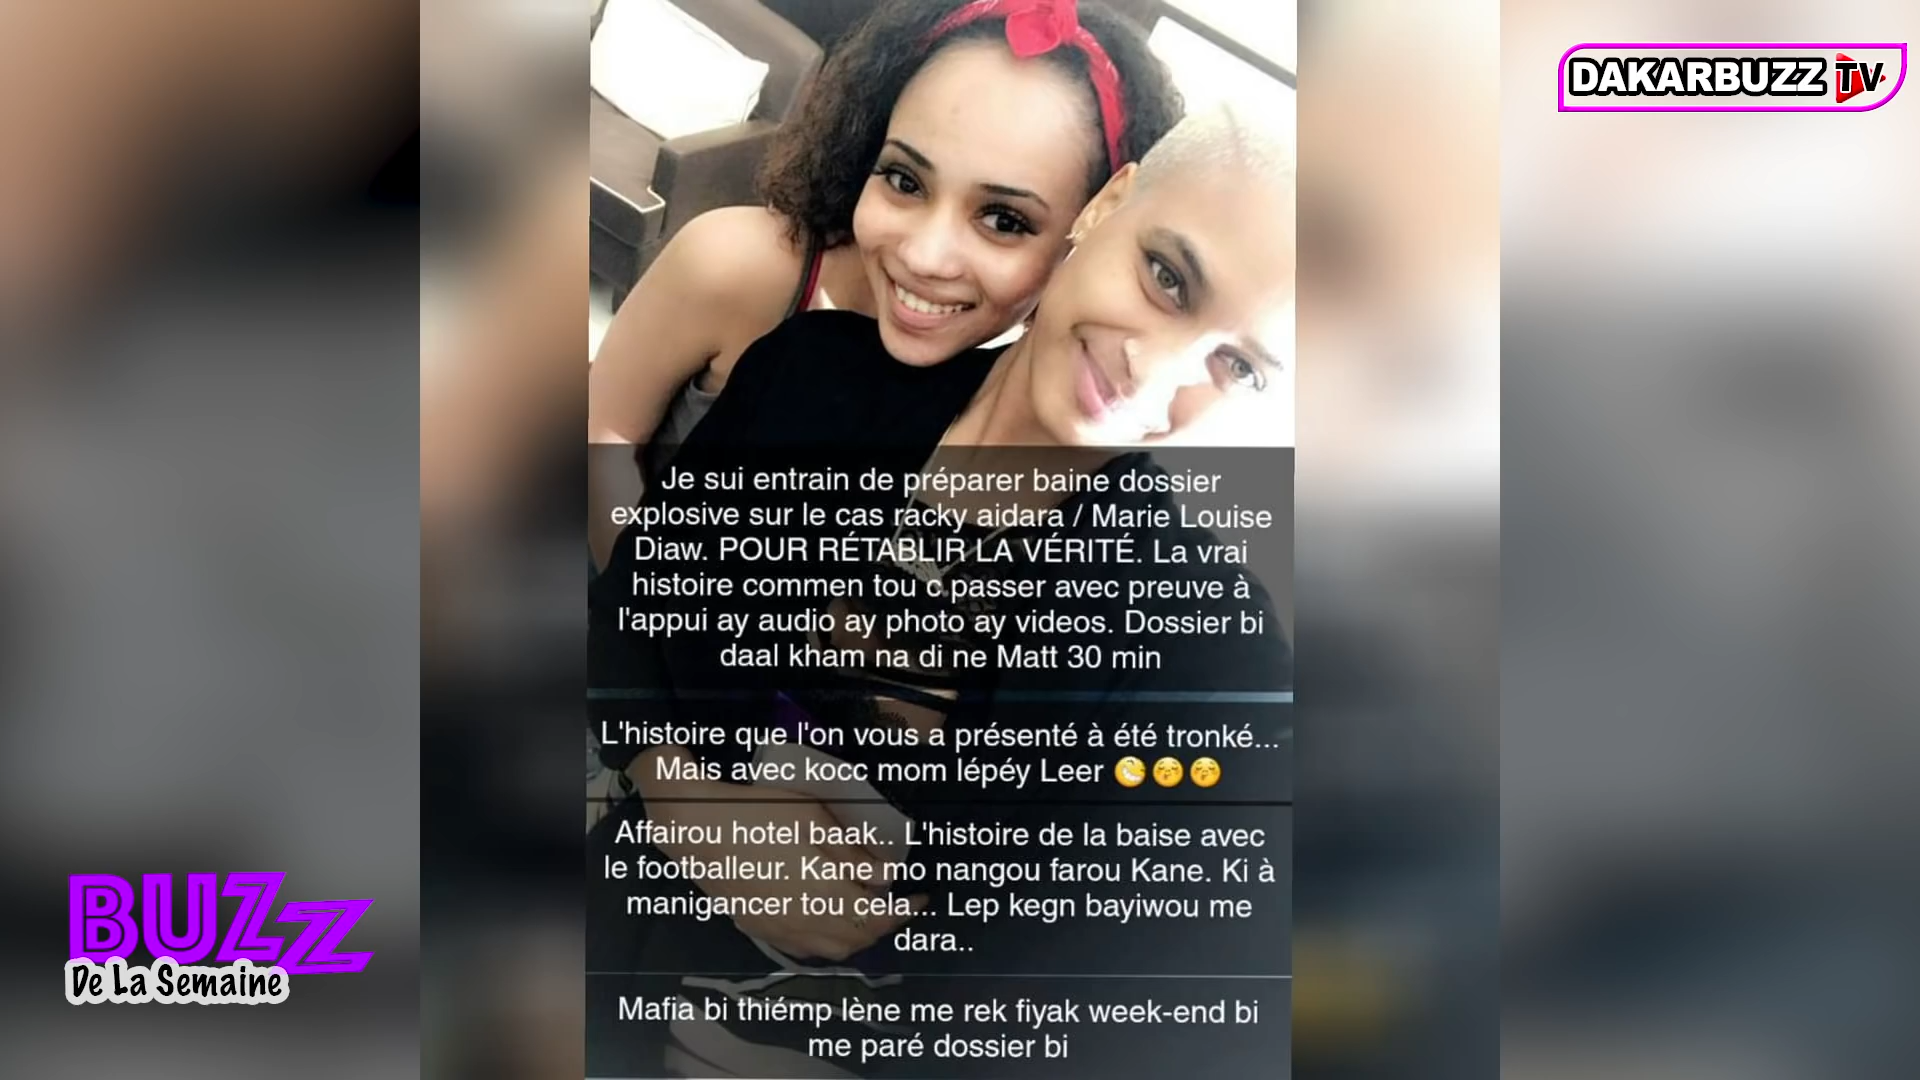 DAKARBUZZ TV
Je sui entrain de préparer baine dossier
explosive sur le cas racky aidara / Marie Louise
Diaw. POUR RÉTABLIR LA VÉRITÉ. La vrai
histoire commen tou c passer avec preuve à
l'appui ay audio ay photo ay videos. Dossier bi
daal kham na di ne Matt 30 min
L'histoire que l'on vous a présenté à été tronké...
Mais avec kocc mom lépéy Leer 😆😚😚
Affairou hotel baak.. L'histoire de la baise avec
le footballeur. Kane mo nangou farou Kane. Ki à
manigancer tou cela... Lep kegn bayiwou me
dara..
Mafia bi thiémp lène me rek fiyak week-end bi
me paré dossier bi
BUZZZ
De La Semaine